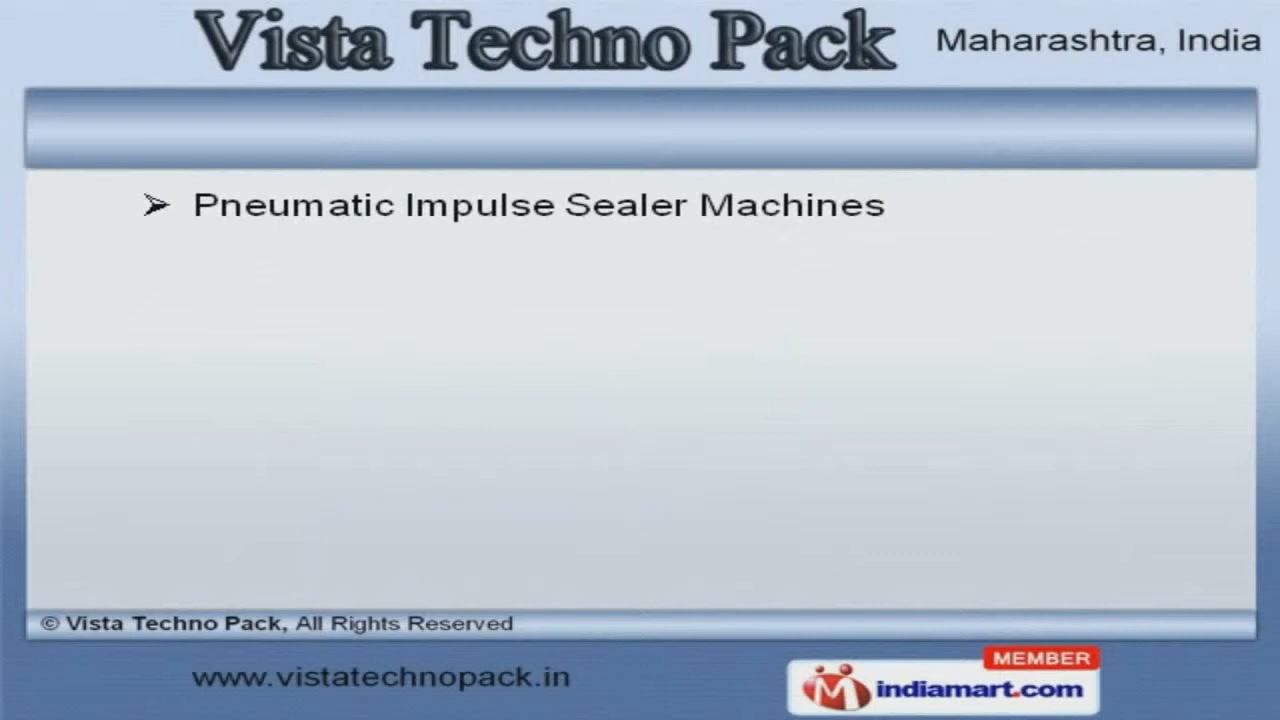 Vista Techno Pack
Maharashtra, India
➢ Pneumatic Impulse Sealer Machines
© Vista Techno Pack, All Rights Reserved
www.vistatechnopack.in
MEMBER
indiamart.com